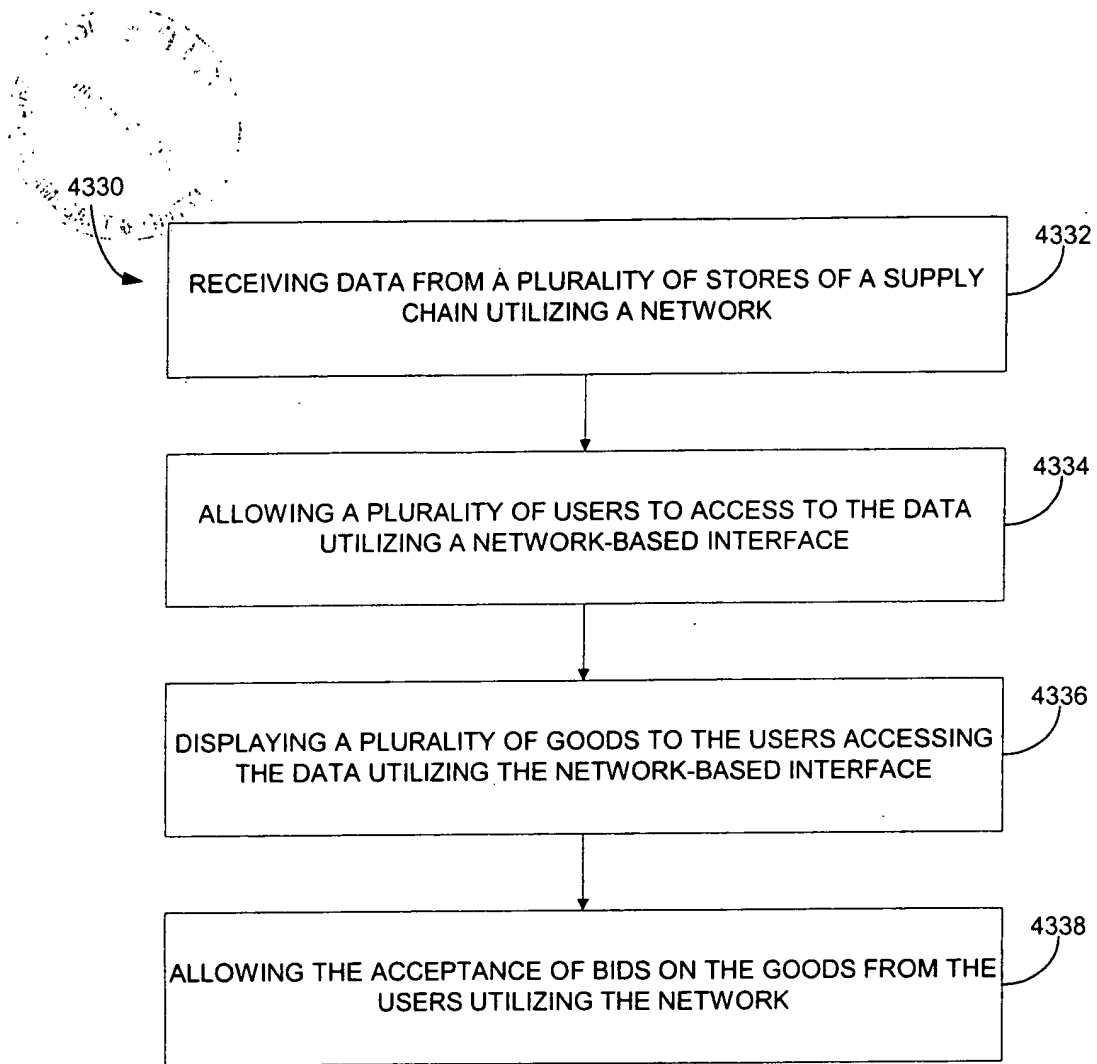 4330
4332
RECEIVING DATA FROM A PLURALITY OF STORES OF A SUPPLY
CHAIN UTILIZING A NETWORK
4334
ALLOWING A PLURALITY OF USERS TO ACCESS TO THE DATA
UTILIZING A NETWORK-BASED INTERFACE
4336
DISPLAYING A PLURALITY OF GOODS TO THE USERS ACCESSING
THE DATA UTILIZING THE NETWORK-BASED INTERFACE
4338
ALLOWING THE ACCEPTANCE OF BIDS ON THE GOODS FROM THE
USERS UTILIZING THE NETWORK